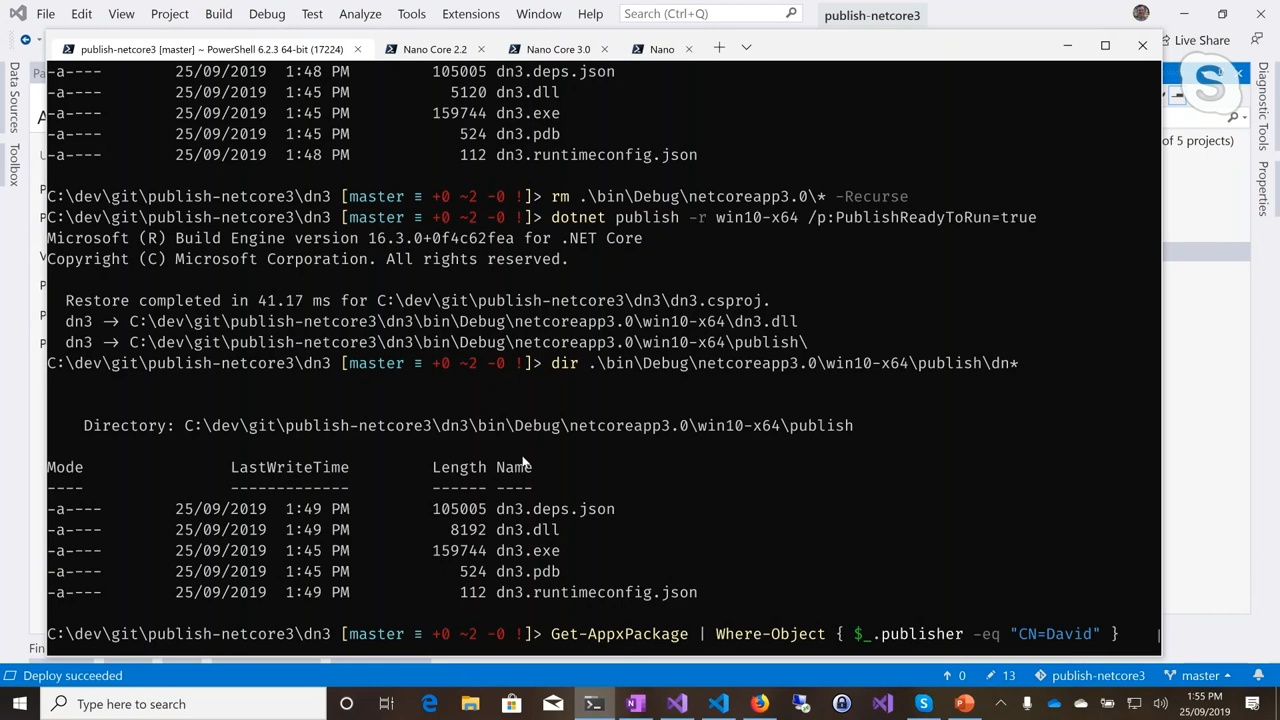 File Edit View Project Build Debug Test Analyze Tools Extensions Window Help Search (Ctrl+Q) publish-netcore3
Live Share
publish-netcore3 [master] ~ PowerShell 6.2.3 64-bit (17224) Nano Core 2.2 Nano Core 3.0 Nano
Data Sources
Toolbox
Diagnostic Tools
Properties
of 5 projects)
-a---- 25/09/2019 1:48 PM 105005 dn3.deps.json
-a---- 25/09/2019 1:45 PM 5120 dn3.dll
-a---- 25/09/2019 1:45 PM 159744 dn3.exe
-a---- 25/09/2019 1:45 PM 524 dn3.pdb
-a---- 25/09/2019 1:48 PM 112 dn3.runtimeconfig.json
C:\dev\git\publish-netcore3\dn3 [master ≡ +0 ~2 -0 !]> rm .\bin\Debug\netcoreapp3.0\* -Recurse
C:\dev\git\publish-netcore3\dn3 [master ≡ +0 ~2 -0 !]> dotnet publish -r win10-x64 /p:PublishReadyToRun=true
Microsoft (R) Build Engine version 16.3.0+0f4c62fea for .NET Core
Copyright (C) Microsoft Corporation. All rights reserved.
Restore completed in 41.17 ms for C:\dev\git\publish-netcore3\dn3\dn3.csproj.
dn3 → C:\dev\git\publish-netcore3\dn3\bin\Debug\netcoreapp3.0\win10-x64\dn3.dll
dn3 → C:\dev\git\publish-netcore3\dn3\bin\Debug\netcoreapp3.0\win10-x64\publish\
C:\dev\git\publish-netcore3\dn3 [master ≡ +0 ~2 -0 !]> dir .\bin\Debug\netcoreapp3.0\win10-x64\publish\dn*
Directory: C:\dev\git\publish-netcore3\dn3\bin\Debug\netcoreapp3.0\win10-x64\publish
Mode LastWriteTime Length Name
---- ------------- ------ ----
-a---- 25/09/2019 1:49 PM 105005 dn3.deps.json
-a---- 25/09/2019 1:49 PM 8192 dn3.dll
-a---- 25/09/2019 1:45 PM 159744 dn3.exe
-a---- 25/09/2019 1:45 PM 524 dn3.pdb
-a---- 25/09/2019 1:49 PM 112 dn3.runtimeconfig.json
C:\dev\git\publish-netcore3\dn3 [master ≡ +0 ~2 -0 !]> Get-AppxPackage | Where-Object { $_.publisher -eq "CN=David" } |
Deploy succeeded 0 13 publish-netcore3 master
Type here to search
1:55 PM
25/09/2019